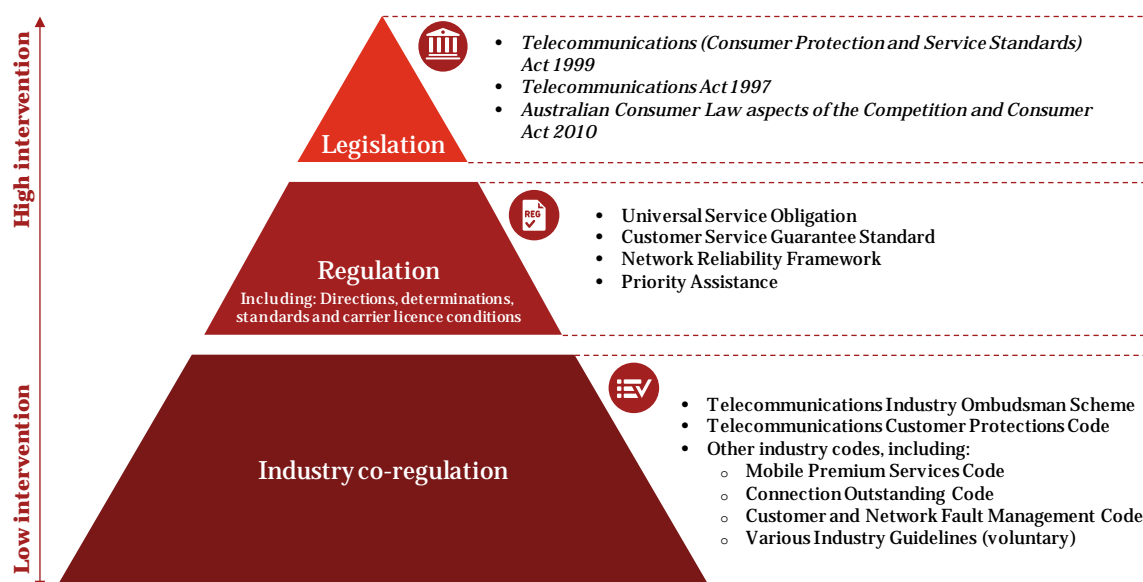 High intervention
Low intervention
Legislation
• Telecommunications (Consumer Protection and Service Standards)
Act 1999
• Telecommunications Act 1997
• Australian Consumer Law aspects of the Competition and Consumer
Act 2010
Regulation
Including: Directions, determinations,
standards and carrier licence conditions
REG
• Universal Service Obligation
• Customer Service Guarantee Standard
• Network Reliability Framework
• Priority Assistance
Industry co-regulation
• Telecommunications Industry Ombudsman Scheme
• Telecommunications Customer Protections Code
• Other industry codes, including:
o Mobile Premium Services Code
o Connection Outstanding Code
o Customer and Network Fault Management Code
o Various Industry Guidelines (voluntary)